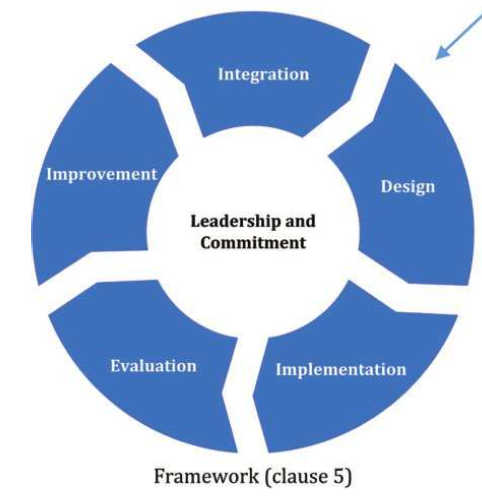 Integration
Improvement
Design
Leadership and
Commitment
Evaluation
Implementation
Framework (clause 5)